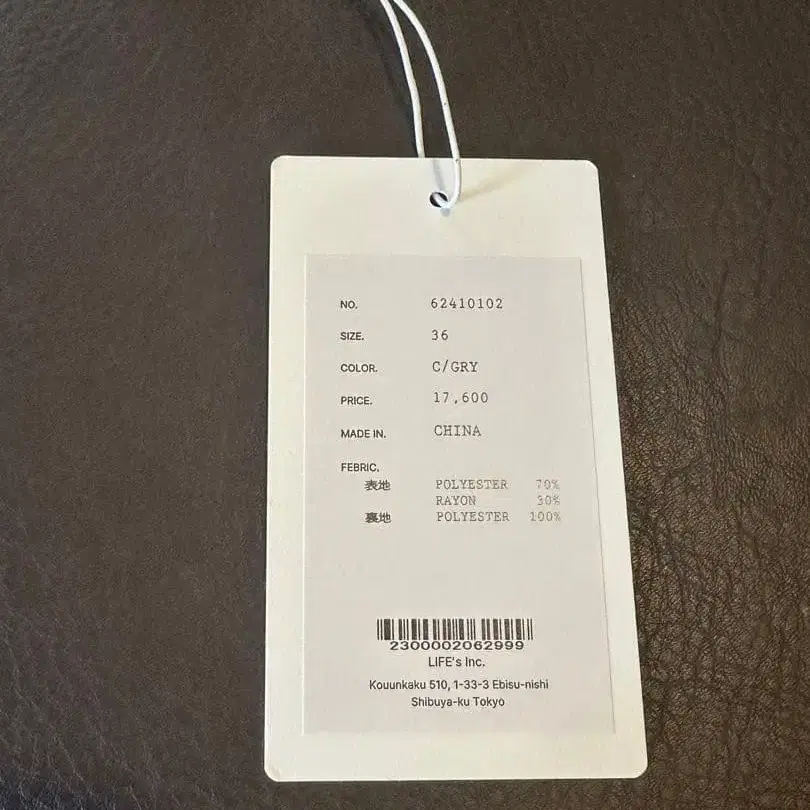 NO. 62410102
SIZE. 36
COLOR. C/GRY
PRICE. 17,600
MADE IN. CHINA
FEBRIC.
表地 POLYESTER 70%
RAYON 30%
裏地 POLYESTER 100%
2300002062999
LIFE's Inc.
Kouunkaku 510, 1-33-3 Ebisu-nishi
Shibuya-ku Tokyo